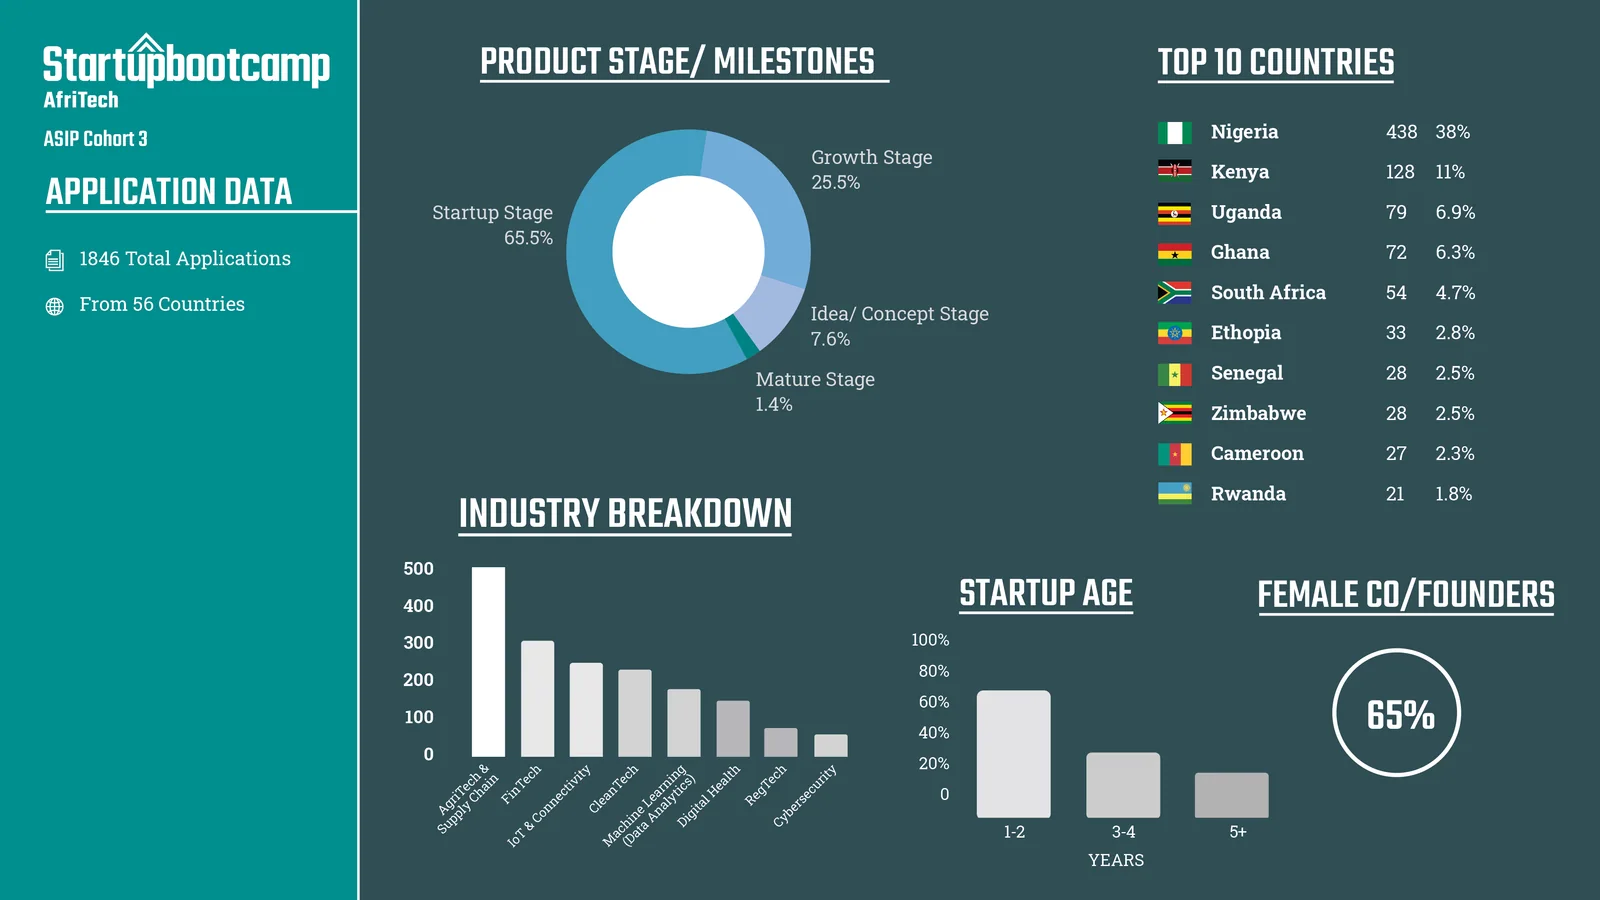 Startupbootcamp
AfriTech
ASIP Cohort 3
APPLICATION DATA
1846 Total Applications
From 56 Countries
PRODUCT STAGE/ MILESTONES
Growth Stage
25.5%
Startup Stage
65.5%
Idea/ Concept Stage
7.6%
Mature Stage
1.4%
TOP 10 COUNTRIES
Nigeria 438 38%
Kenya 128 11%
Uganda 79 6.9%
Ghana 72 6.3%
South Africa 54 4.7%
Ethopia 33 2.8%
Senegal 28 2.5%
Zimbabwe 28 2.5%
Cameroon 27 2.3%
Rwanda 21 1.8%
INDUSTRY BREAKDOWN
500
400
300
200
100
0
AgriTech &
Supply Chain
FinTech
IoT & Connectivity
CleanTech
Machine Learning
(Data Analytics)
Digital Health
RegTech
Cybersecurity
STARTUP AGE
100%
80%
60%
40%
20%
0
1-2
3-4
5+
YEARS
FEMALE CO/FOUNDERS
65%